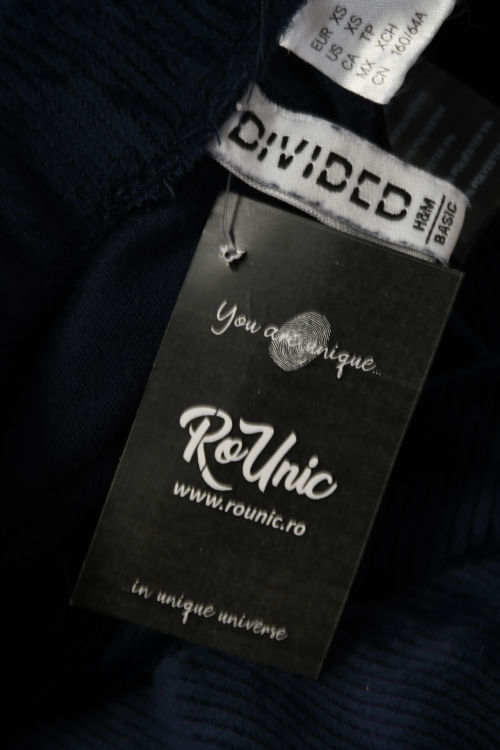 EUR XS
US XS
CA TP
MX XCH
CN 160/64A
DIVIDED
H&M
BASIC
You are unique...
RoUnic
www.rounic.ro
...in unique universe